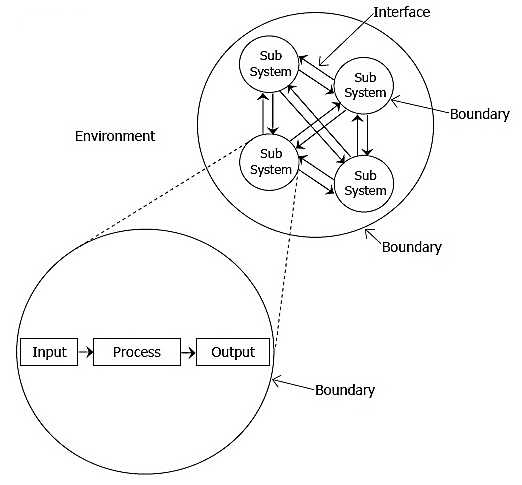 Interface
Sub
System
Sub
System
Boundary
Environment
Sub
System
Sub
System
Boundary
Input
Process
Output
Boundary